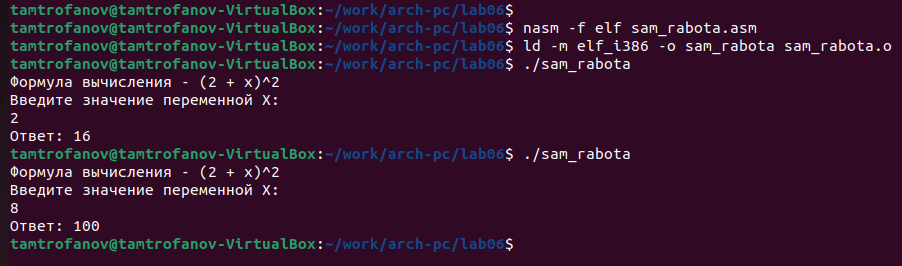 tamtrofanov@tamtrofanov-VirtualBox:~/work/arch-pc/lab06$
tamtrofanov@tamtrofanov-VirtualBox:~/work/arch-pc/lab06$ nasm -f elf sam_rabota.asm
tamtrofanov@tamtrofanov-VirtualBox:~/work/arch-pc/lab06$ ld -m elf_i386 -o sam_rabota sam_rabota.o
tamtrofanov@tamtrofanov-VirtualBox:~/work/arch-pc/lab06$ ./sam_rabota
Формула вычисления - (2 + x)^2
Введите значение переменной X:
2
Ответ: 16
tamtrofanov@tamtrofanov-VirtualBox:~/work/arch-pc/lab06$ ./sam_rabota
Формула вычисления - (2 + x)^2
Введите значение переменной X:
8
Ответ: 100
tamtrofanov@tamtrofanov-VirtualBox:~/work/arch-pc/lab06$